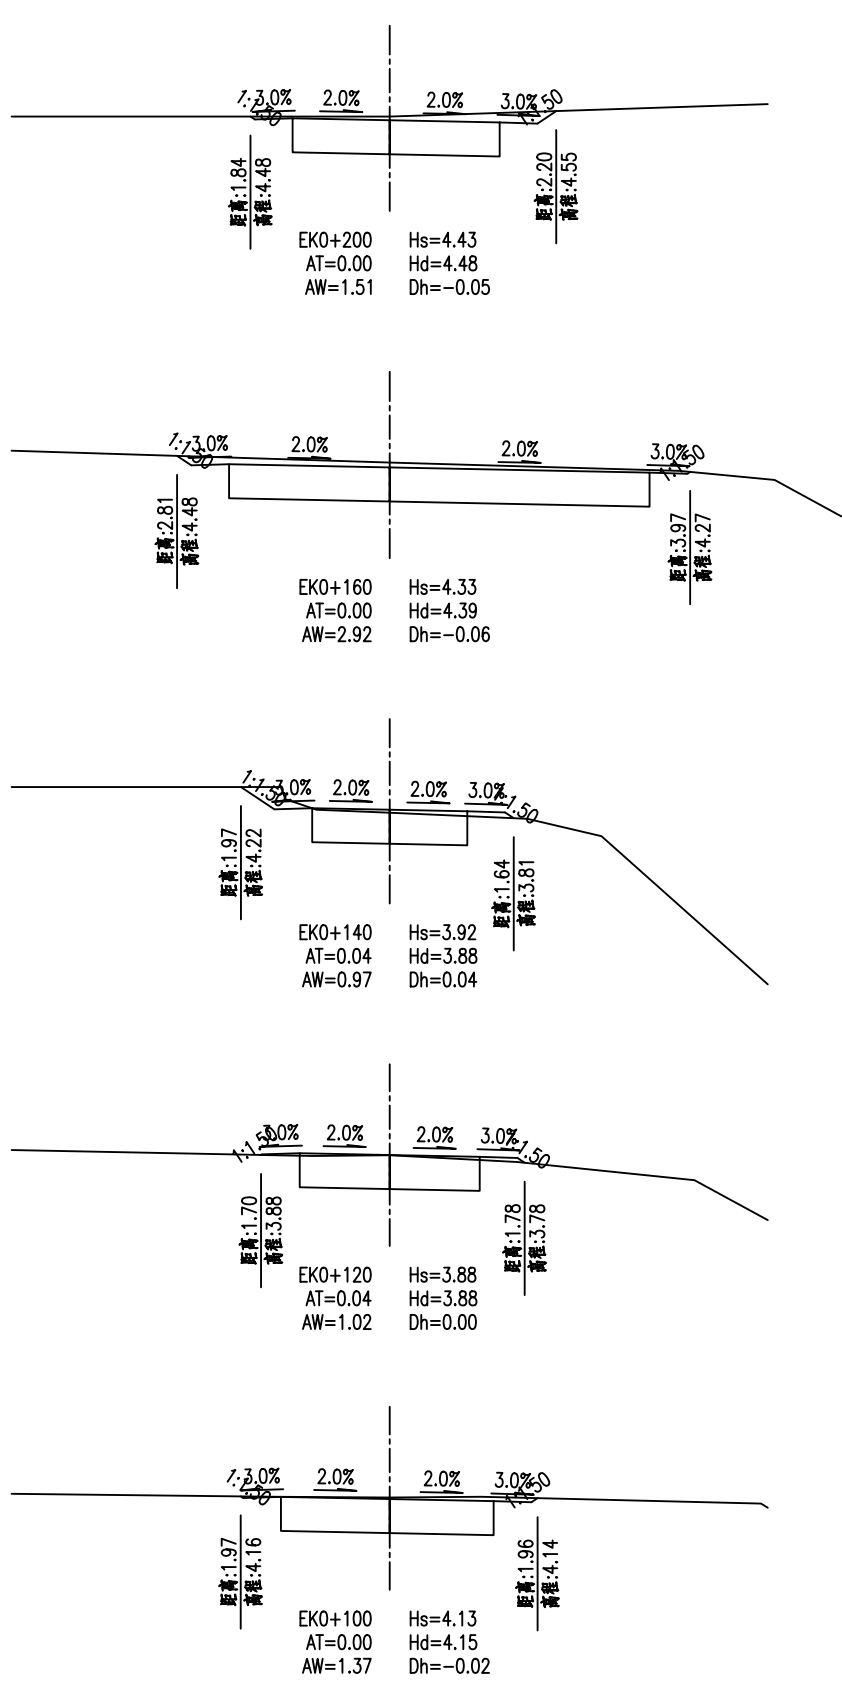 1:1.50 3.0% 2.0% 2.0% 3.0% 1:1.50
距离:1.84
高程:4.48
距离:2.20
高程:4.55
EK0+200 Hs=4.43
AT=0.00 Hd=4.48
AW=1.51 Dh=-0.05
1:1.50 3.0% 2.0% 2.0% 3.0% 1:1.50
距离:2.81
高程:4.48
距离:3.97
高程:4.27
EK0+160 Hs=4.33
AT=0.00 Hd=4.39
AW=2.92 Dh=-0.06
1:1.50 3.0% 2.0% 2.0% 3.0% 1:1.50
距离:1.97
高程:4.22
距离:1.64
高程:3.81
EK0+140 Hs=3.92
AT=0.04 Hd=3.88
AW=0.97 Dh=0.04
1:1.50 3.0% 2.0% 2.0% 3.0% 1:1.50
距离:1.70
高程:3.88
距离:1.78
高程:3.78
EK0+120 Hs=3.88
AT=0.04 Hd=3.88
AW=1.02 Dh=0.00
1:1.50 3.0% 2.0% 2.0% 3.0% 1:1.50
距离:1.97
高程:4.16
距离:1.96
高程:4.14
EK0+100 Hs=4.13
AT=0.00 Hd=4.15
AW=1.37 Dh=-0.02